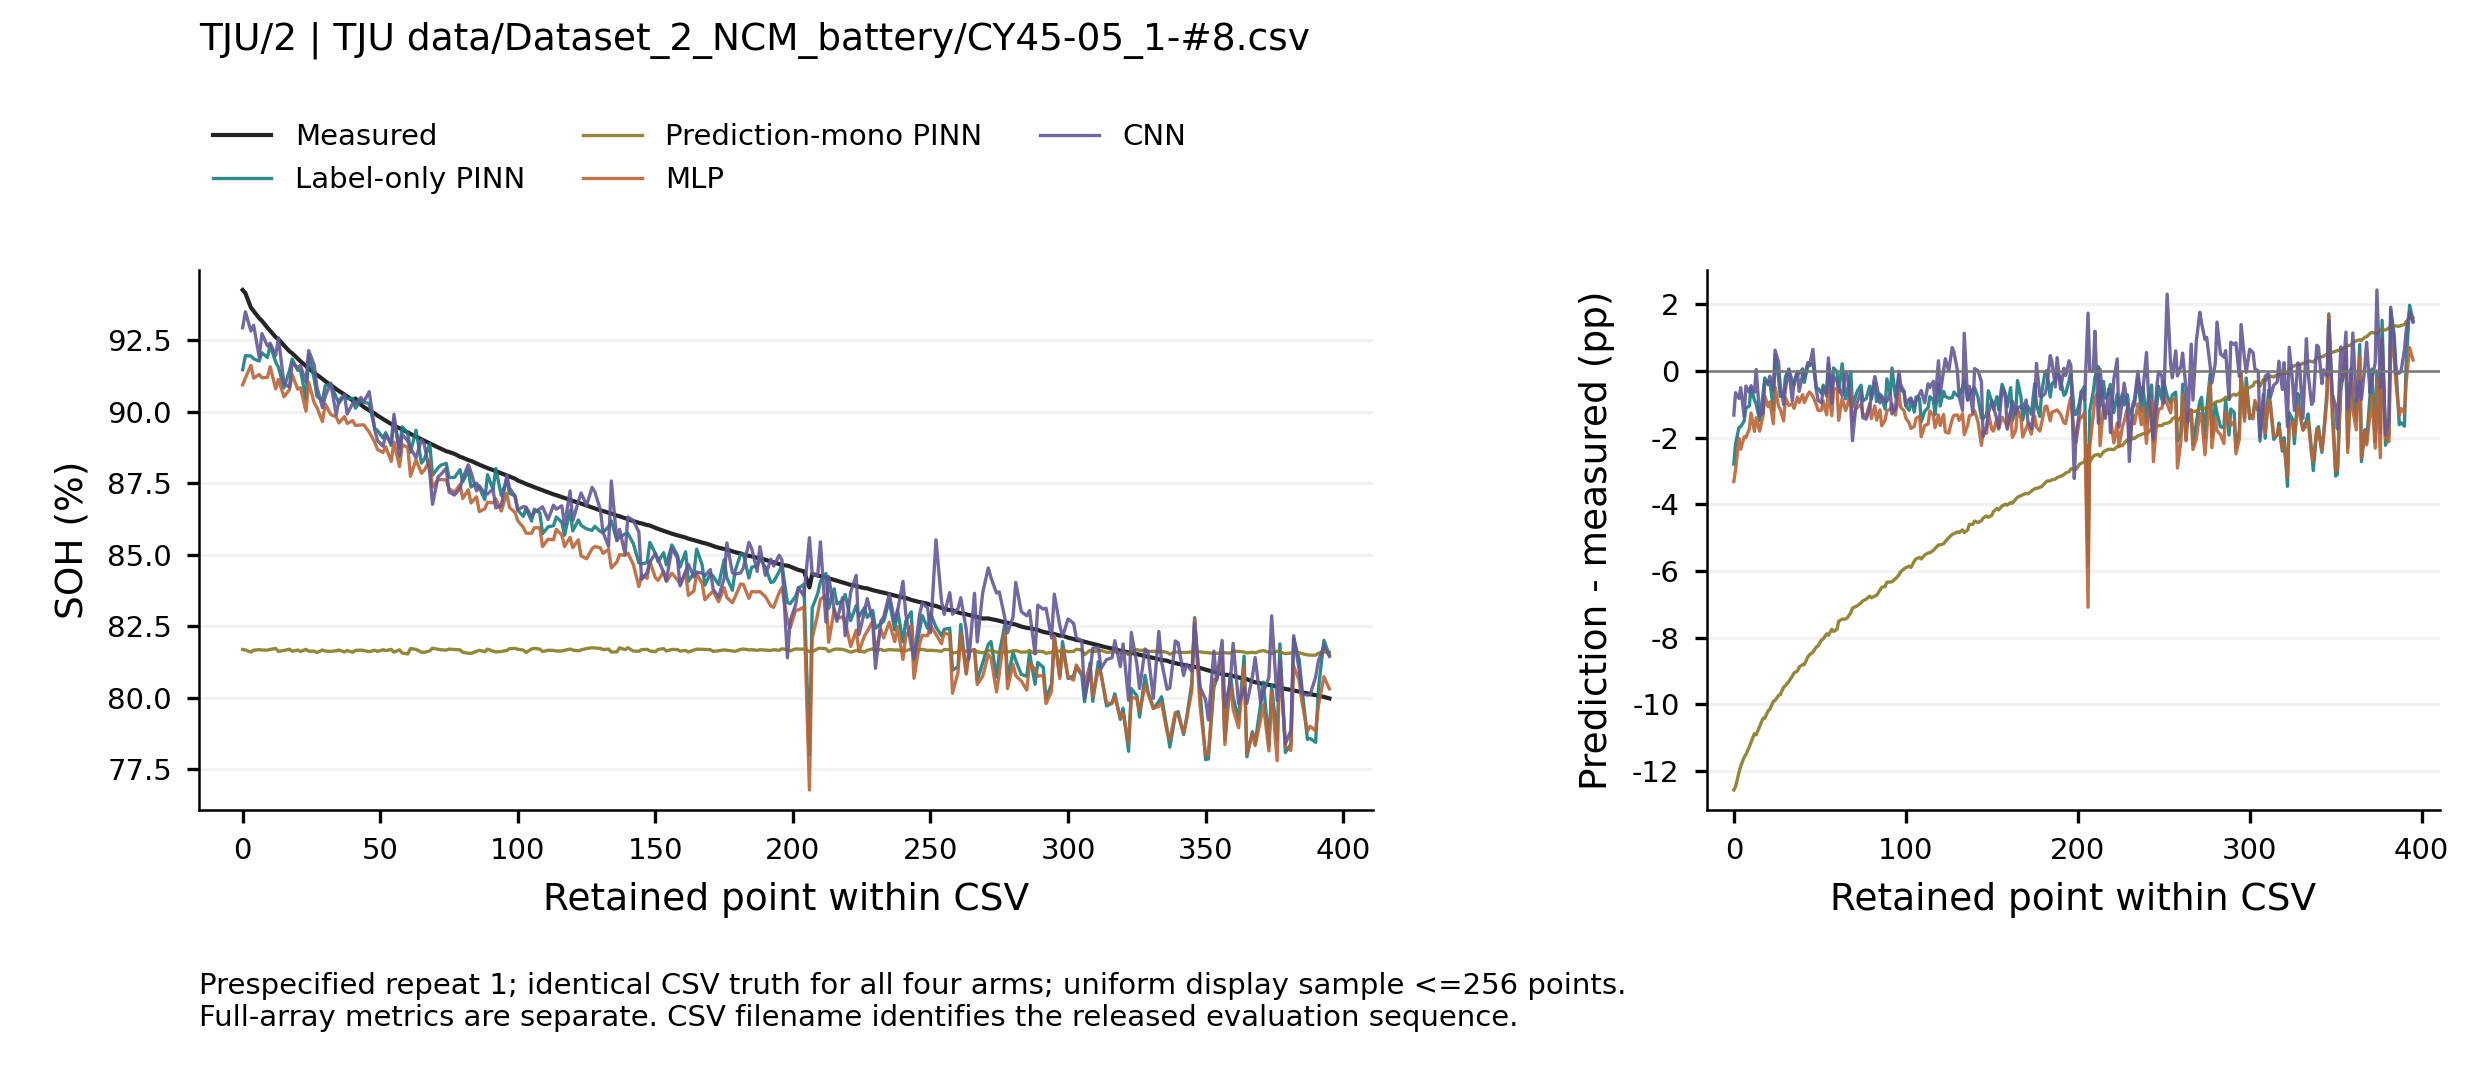 TJU/2 | TJU data/Dataset_2_NCM_battery/CY45-05_1-#8.csv
Measured
Label-only PINN
Prediction-mono PINN
MLP
CNN
SOH (%)
92.5
90.0
87.5
85.0
82.5
80.0
77.5
0 50 100 150 200 250 300 350 400
Retained point within CSV
Prediction - measured (pp)
2
0
-2
-4
-6
-8
-10
-12
0 100 200 300 400
Retained point within CSV
Prespecified repeat 1; identical CSV truth for all four arms; uniform display sample <=256 points.
Full-array metrics are separate. CSV filename identifies the released evaluation sequence.